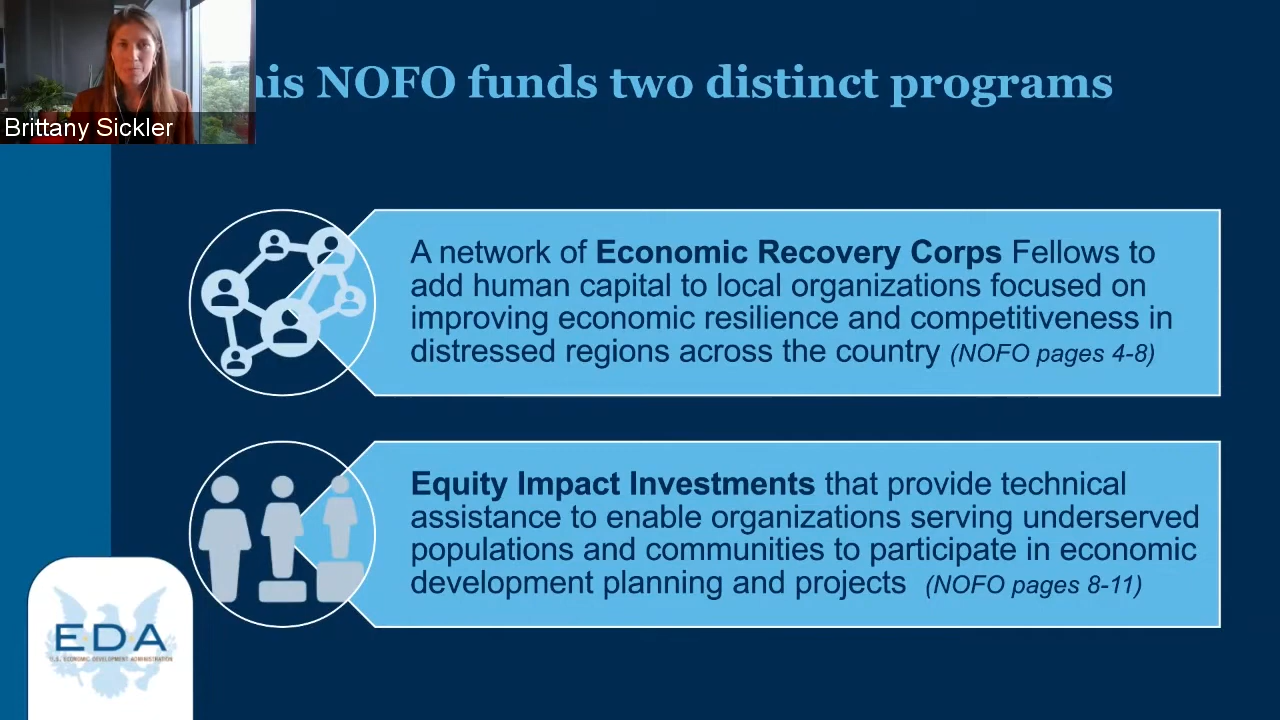 his NOFO funds two distinct programs
Brittany Sickler
A network of Economic Recovery Corps Fellows to
add human capital to local organizations focused on
improving economic resilience and competitiveness in
distressed regions across the country (NOFO pages 4-8)
Equity Impact Investments that provide technical
assistance to enable organizations serving underserved
populations and communities to participate in economic
development planning and projects (NOFO pages 8-11)
EDA
U.S. ECONOMIC DEVELOPMENT ADMINISTRATION